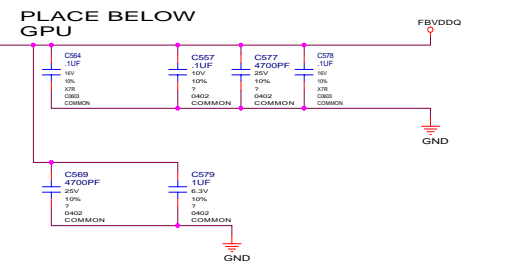 PLACE BELOW
GPU
FBVDDQ
C564
.1UF
16V
10%
X7R
C0603
COMMON
C557
.1UF
10V
10%
?
0402
COMMON
C577
4700PF
25V
10%
?
0402
COMMON
C578
.1UF
16V
10%
X7R
C0603
COMMON
GND
C569
4700PF
25V
10%
?
0402
COMMON
C579
1UF
6.3V
10%
?
0402
COMMON
GND